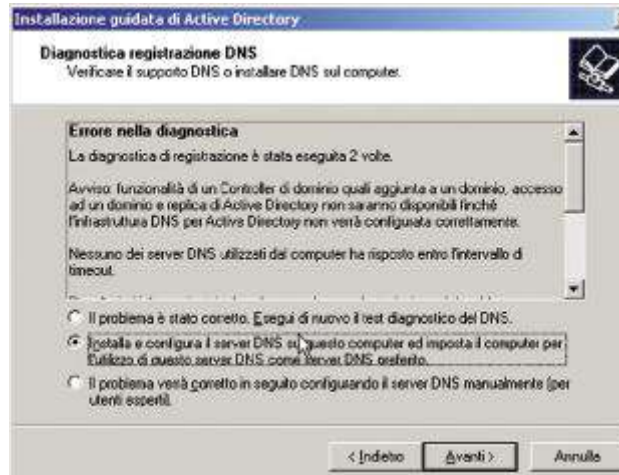 Installazione guidata di Active Directory
Diagnostica registrazione DNS
Verificare il supporto DNS o installare DNS sul computer.
Errore nella diagnostica
La diagnostica di registrazione è stata eseguita 2 volte.
Avviso: funzionalità di un Controller di dominio quali aggiunta a un dominio, accesso
ad un dominio e replica di Active Directory non saranno disponibili finché
l'infrastruttura DNS per Active Directory non verrà configurata correttamente.
Nessuno dei server DNS utilizzati dal computer ha risposto entro l'intervallo di
timeout.
Il problema è stato corretto. Esegui di nuovo il test diagnostico del DNS.
Installa e configura il server DNS su questo computer ed imposta il computer per
l'utilizzo di questo server DNS come server DNS preferito.
Il problema verrà corretto in seguito configurando il server DNS manualmente (per
utenti esperti).
< Indietro
Avanti >
Annulla